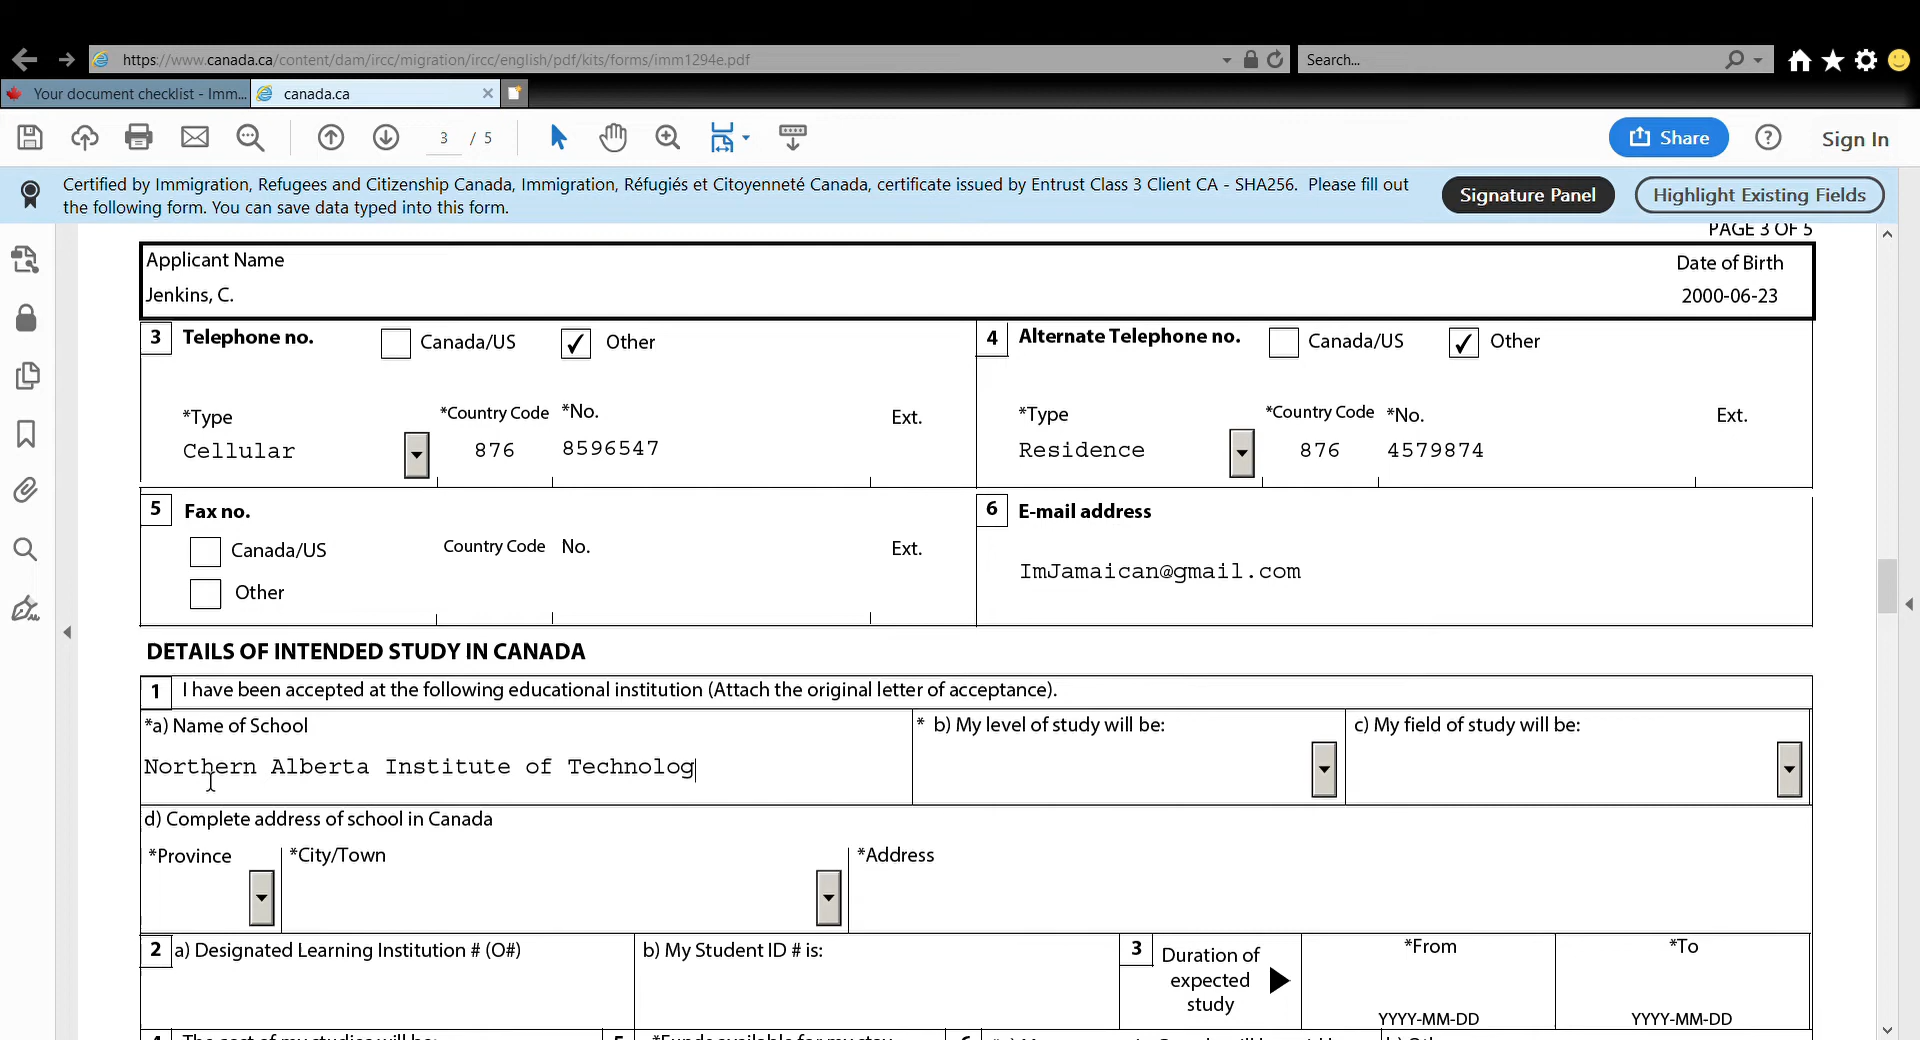 https://www.canada.ca/content/dam/ircc/migration/ircc/english/pdf/kits/forms/imm1294e.pdf
Search...
Your document checklist - Imm...
canada.ca
3 / 5
Share
Sign In
Certified by Immigration, Refugees and Citizenship Canada, Immigration, Réfugiés et Citoyenneté Canada, certificate issued by Entrust Class 3 Client CA - SHA256. Please fill out
the following form. You can save data typed into this form.
Signature Panel
Highlight Existing Fields
PAGE 3 OF 5
Applicant Name
Date of Birth
Jenkins, C.
2000-06-23
3 Telephone no. Canada/US Other
4 Alternate Telephone no. Canada/US Other
*Type *Country Code *No. Ext.
*Type *Country Code *No. Ext.
Cellular 876 8596547
Residence 876 4579874
5 Fax no.
6 E-mail address
Canada/US Country Code No. Ext.
ImJamaican@gmail.com
Other
DETAILS OF INTENDED STUDY IN CANADA
1 I have been accepted at the following educational institution (Attach the original letter of acceptance).
*a) Name of School
* b) My level of study will be:
c) My field of study will be:
Northern Alberta Institute of Technolog
d) Complete address of school in Canada
*Province *City/Town *Address
2 a) Designated Learning Institution # (O#)
b) My Student ID # is:
3 Duration of
expected
study
*From
*To
YYYY-MM-DD
YYYY-MM-DD